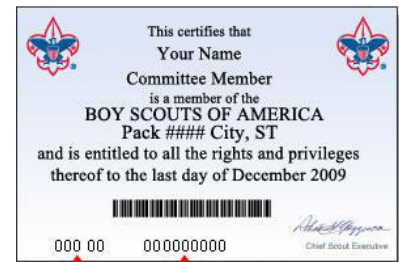 This certifies that
Your Name
Committee Member
is a member of the
BOY SCOUTS OF AMERICA
Pack #### City, ST
and is entitled to all the rights and privileges
thereof to the last day of December 2009
000 00 000000000
Chief Scout Executive